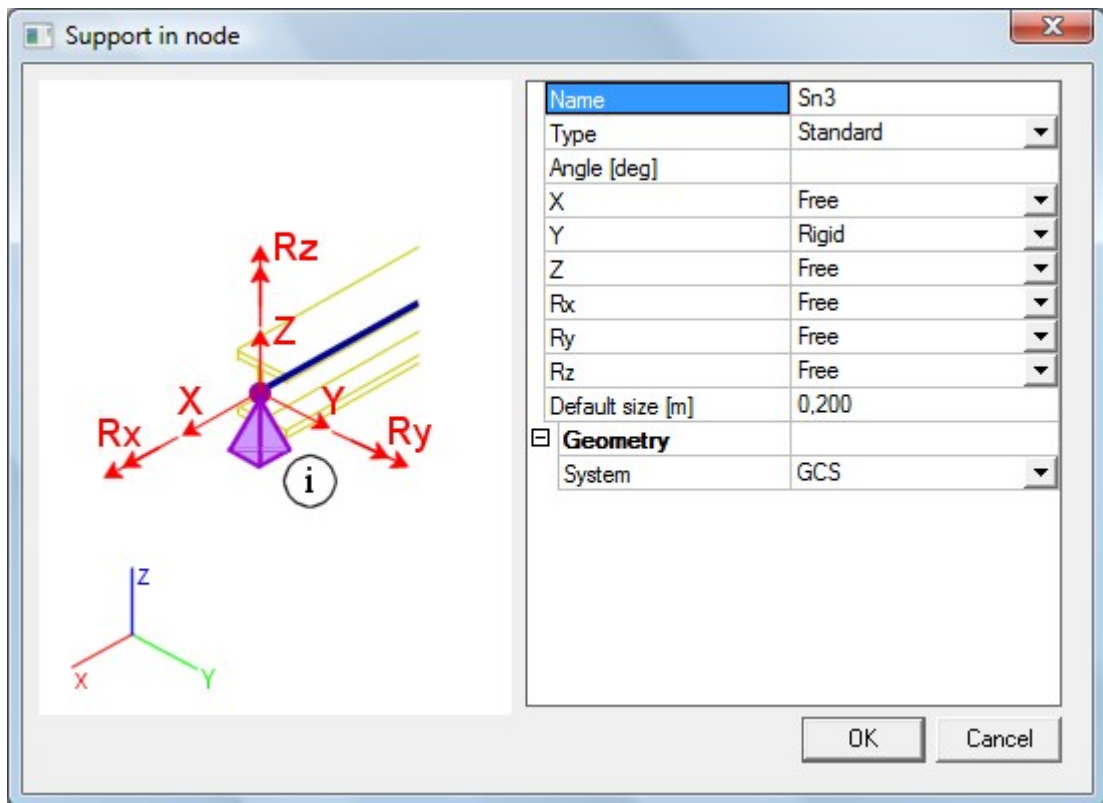 Support in node
Rz
Z
X
Y
Rx
Ry
i
Z
X
Y
Name Sn3
Type Standard
Angle [deg]
X Free
Y Rigid
Z Free
Rx Free
Ry Free
Rz Free
Default size [m] 0,200
Geometry
System GCS
OK Cancel